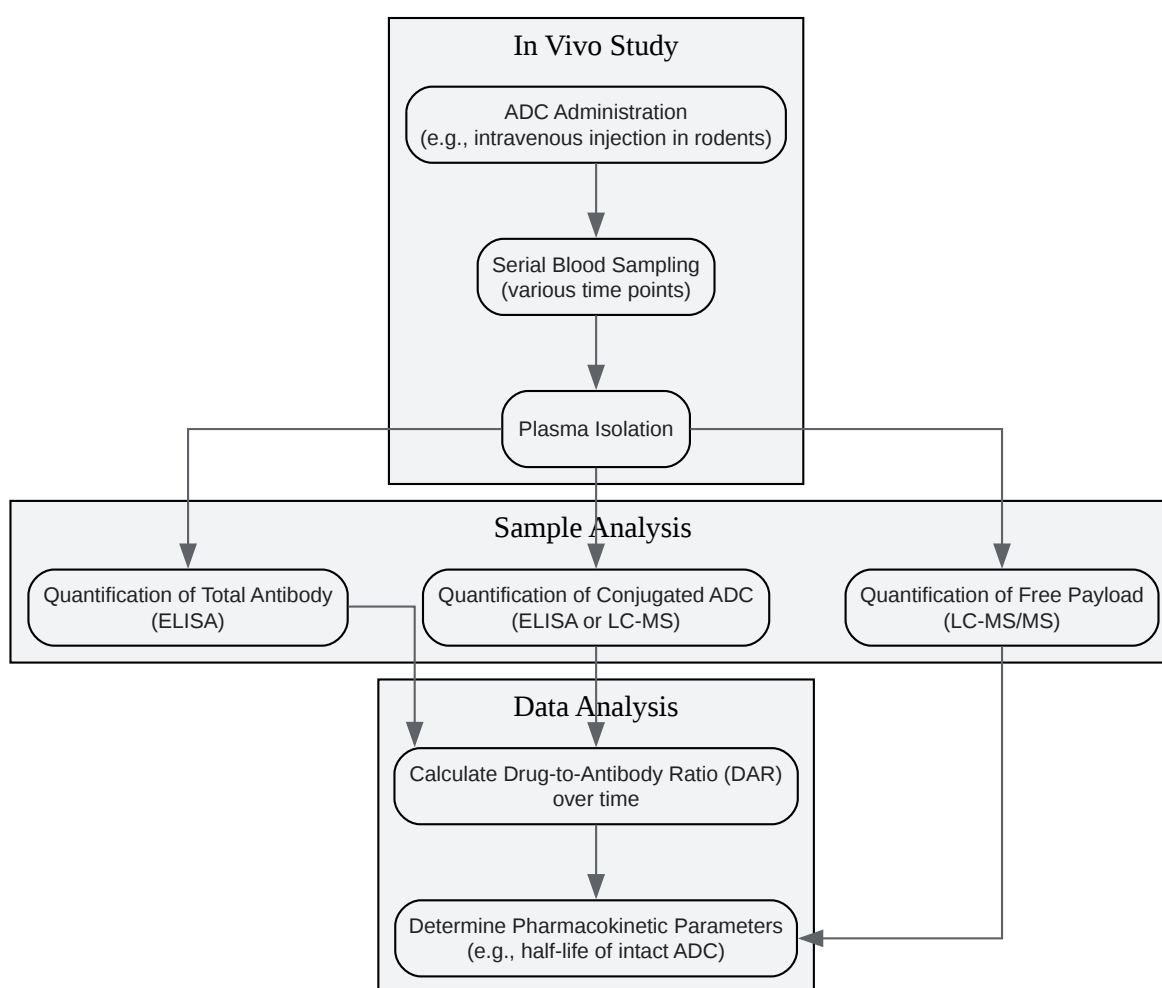 In Vivo Study
ADC Administration
(e.g., intravenous injection in rodents)
Serial Blood Sampling
(various time points)
Plasma Isolation
Sample Analysis
Quantification of Total Antibody
(ELISA)
Quantification of Conjugated ADC
(ELISA or LC-MS)
Quantification of Free Payload
(LC-MS/MS)
Data Analysis
Calculate Drug-to-Antibody Ratio (DAR)
over time
Determine Pharmacokinetic Parameters
(e.g., half-life of intact ADC)